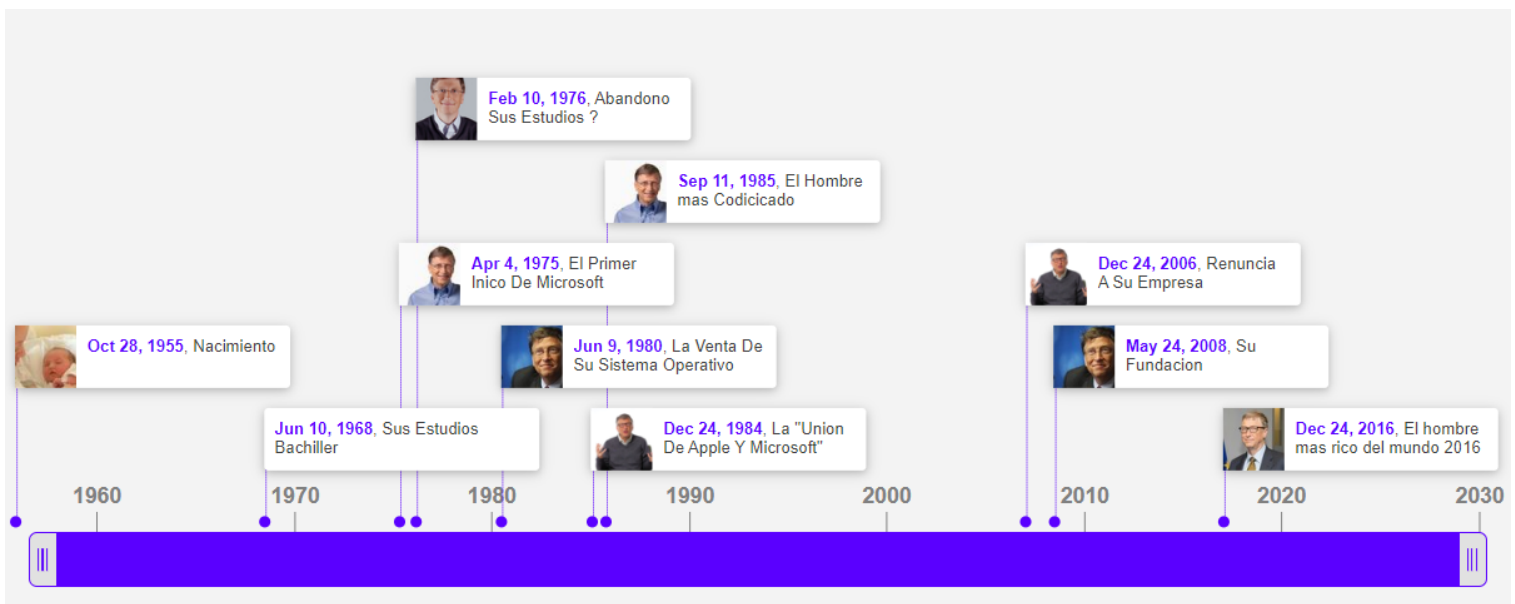 Feb 10, 1976, Abandono
Sus Estudios ?
Sep 11, 1985, El Hombre
mas Codicicado
Apr 4, 1975, El Primer
Inico De Microsoft
Dec 24, 2006, Renuncia
A Su Empresa
Oct 28, 1955, Nacimiento
Jun 9, 1980, La Venta De
Su Sistema Operativo
May 24, 2008, Su
Fundacion
Jun 10, 1968, Sus Estudios
Bachiller
Dec 24, 1984, La "Union
De Apple Y Microsoft"
Dec 24, 2016, El hombre
mas rico del mundo 2016
1960 1970 1980 1990 2000 2010 2020 2030